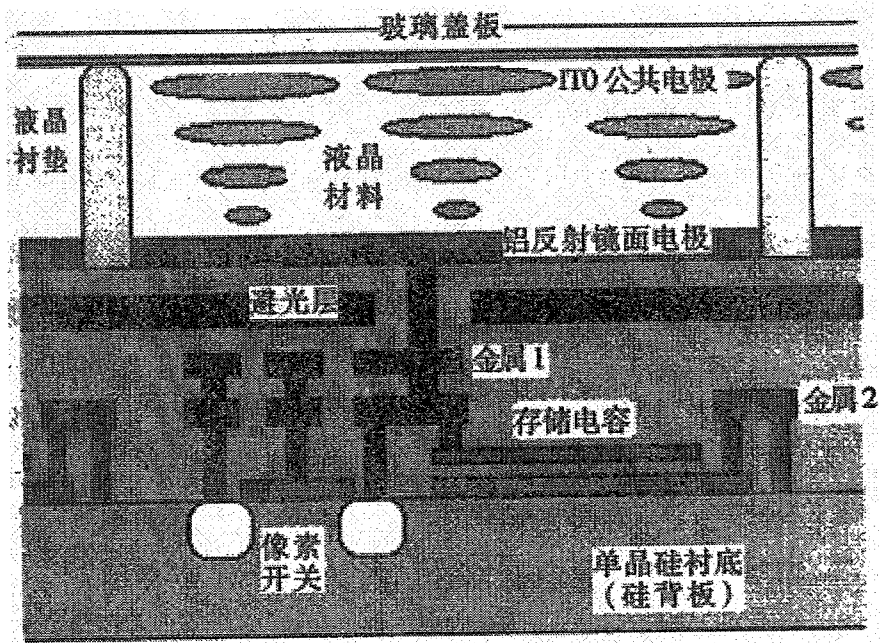 玻璃盖板
ITO 公共电极
液晶
衬垫
液晶
材料
铝反射镜面电极
避光层
金属1
金属2
存储电容
像素
开关
单晶硅衬底
(硅背板)